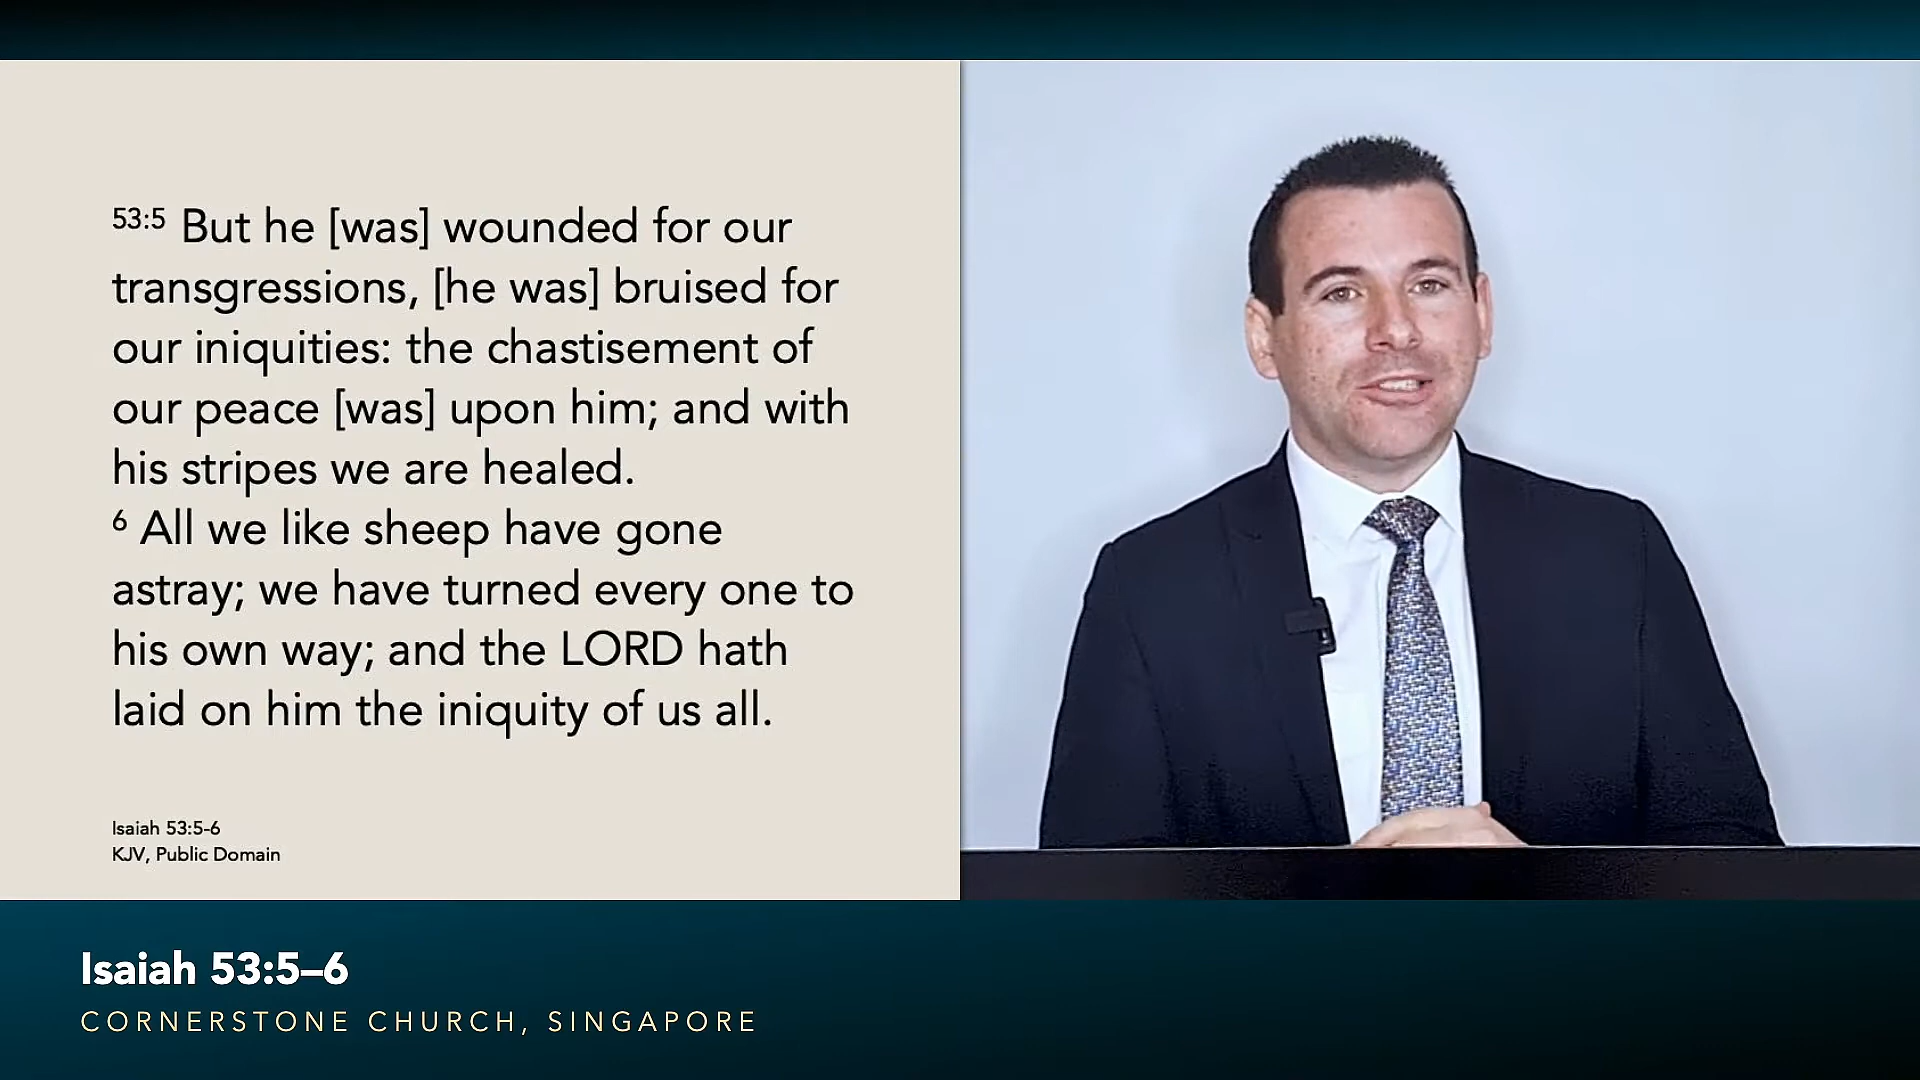 53:5 But he [was] wounded for our
transgressions, [he was] bruised for
our iniquities: the chastisement of
our peace [was] upon him; and with
his stripes we are healed.
6 All we like sheep have gone
astray; we have turned every one to
his own way; and the LORD hath
laid on him the iniquity of us all.
Isaiah 53:5-6
KJV, Public Domain
Isaiah 53:5–6
CORNERSTONE CHURCH, SINGAPORE